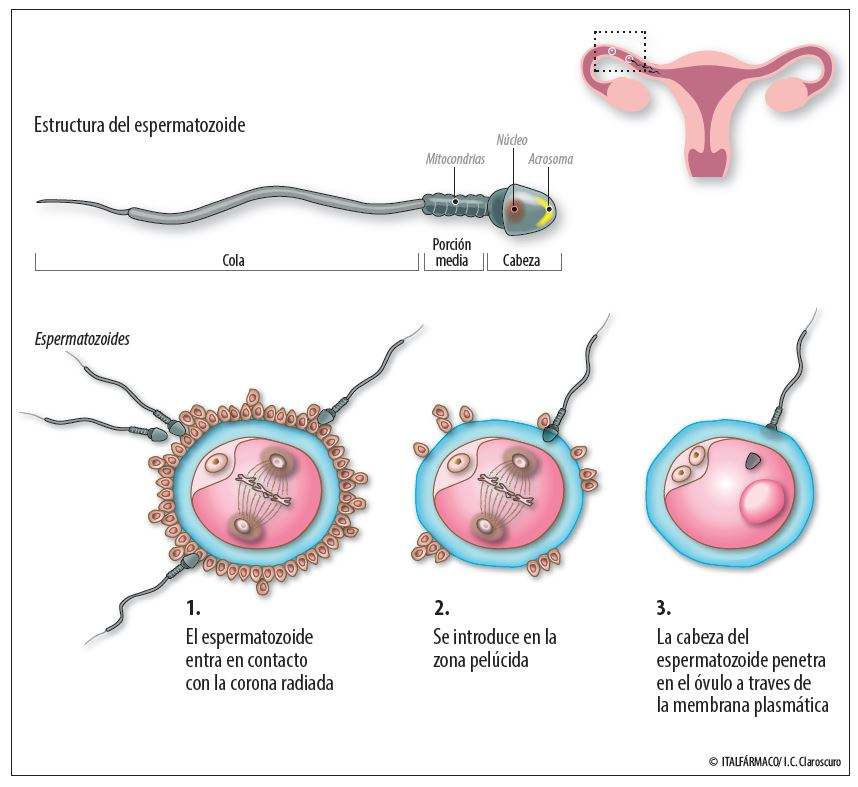 Estructura del espermatozoide
Núcleo
Mitocondrias
Acrosoma
Cola
Porción
media
Cabeza
Espermatozoides
1.
El espermatozoide
entra en contacto
con la corona radiada
2.
Se introduce en la
zona pelúcida
3.
La cabeza del
espermatozoide penetra
en el óvulo a traves de
la membrana plasmática
© ITALFÁRMACO/ I.C. Claroscuro